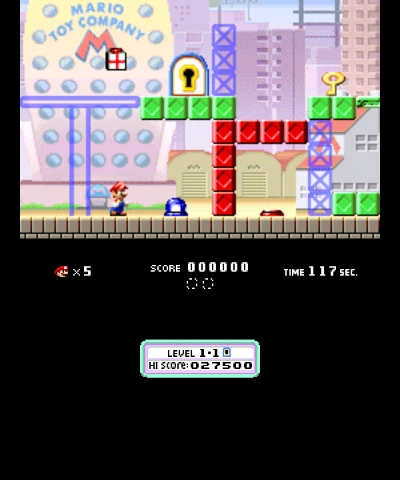 MARIO
TOY COMPANY
M
×5
SCORE 000000
TIME 117 SEC.
LEVEL 1-1
HI SCORE: 027500